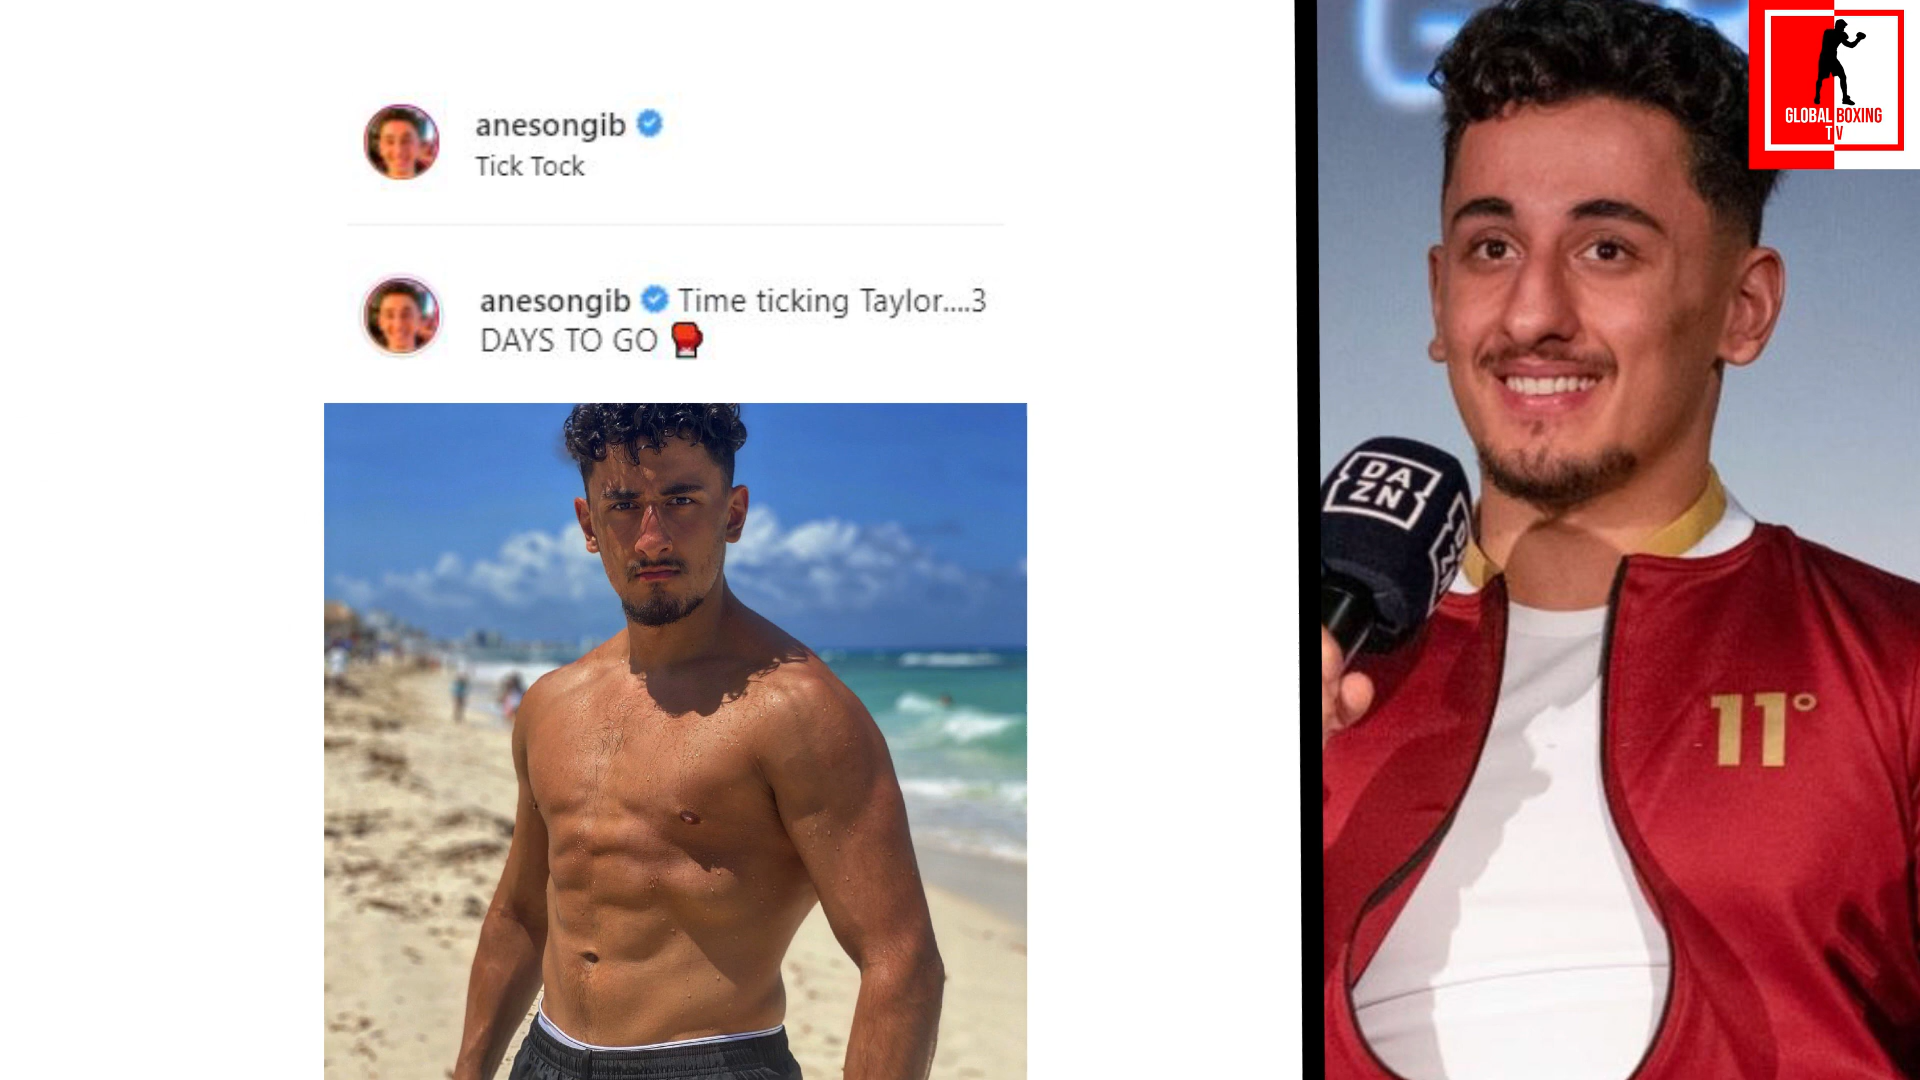 anesongib
Tick Tock
anesongib Time ticking Taylor....3
DAYS TO GO
GLOBAL BOXING
TV
DA
ZN
11°